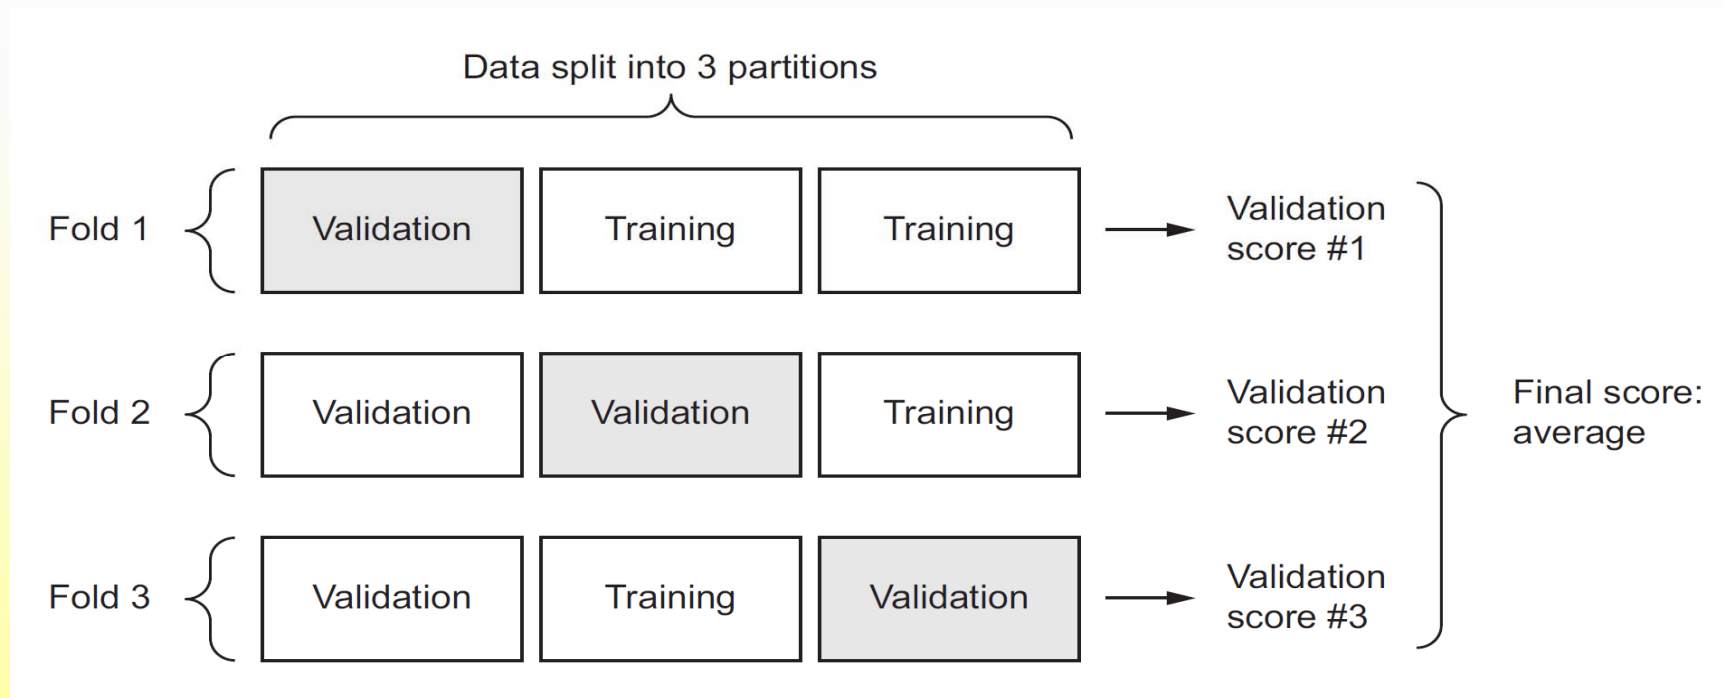 Data split into 3 partitions
Fold 1
Validation
Training
Training
Validation
score #1
Fold 2
Validation
Validation
Training
Validation
score #2
Final score:
average
Fold 3
Validation
Training
Validation
Validation
score #3